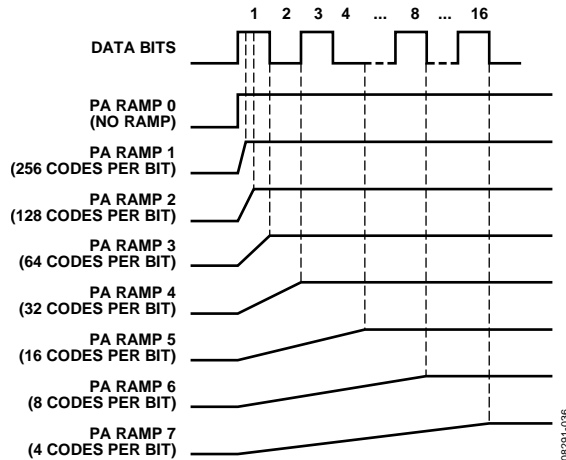 1 2 3 4 ... 8 ... 16
DATA BITS
PA RAMP 0
(NO RAMP)
PA RAMP 1
(256 CODES PER BIT)
PA RAMP 2
(128 CODES PER BIT)
PA RAMP 3
(64 CODES PER BIT)
PA RAMP 4
(32 CODES PER BIT)
PA RAMP 5
(16 CODES PER BIT)
PA RAMP 6
(8 CODES PER BIT)
PA RAMP 7
(4 CODES PER BIT)
08291-036